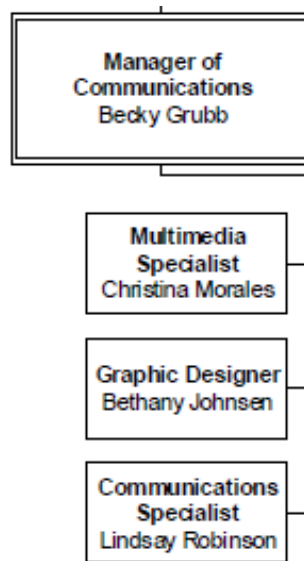 Manager of
Communications
Becky Grubb
Multimedia
Specialist
Christina Morales
Graphic Designer
Bethany Johnsen
Communications
Specialist
Lindsay Robinson